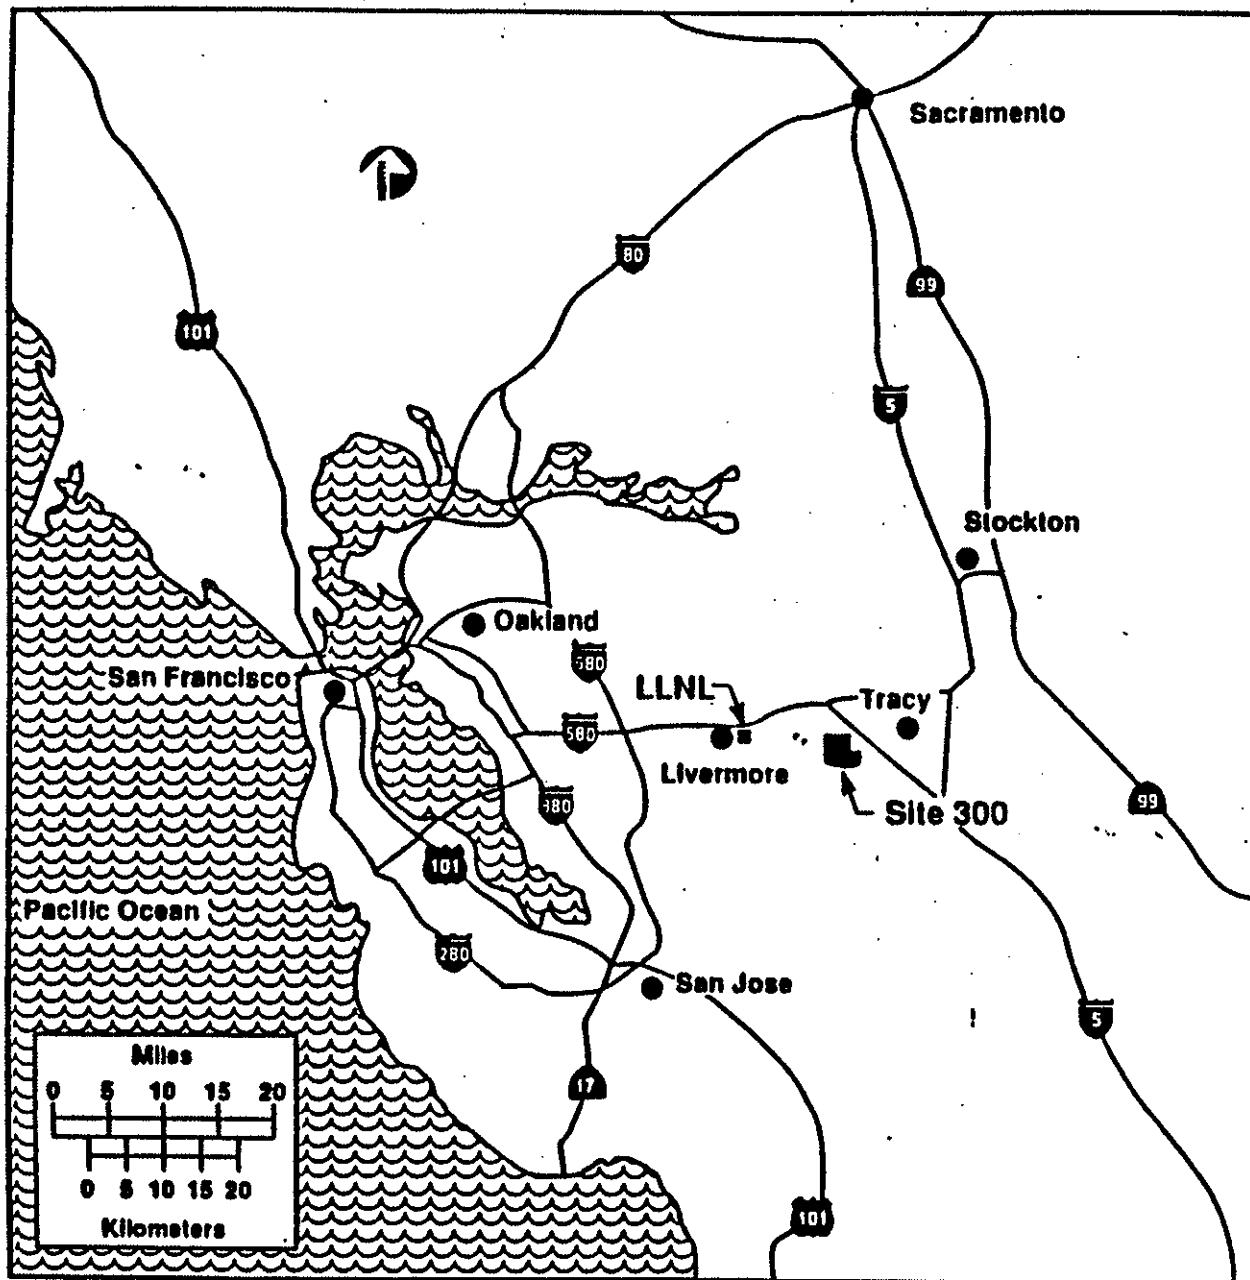 Sacramento
80
99
101
5
Stockton
Oakland
680
San Francisco
LLNL
Tracy
580
Livermore
Site 300
880
99
101
Pacific Ocean
280
San Jose
5
Miles
0 5 10 15 20
17
0 5 10 15 20
Kilometers
101